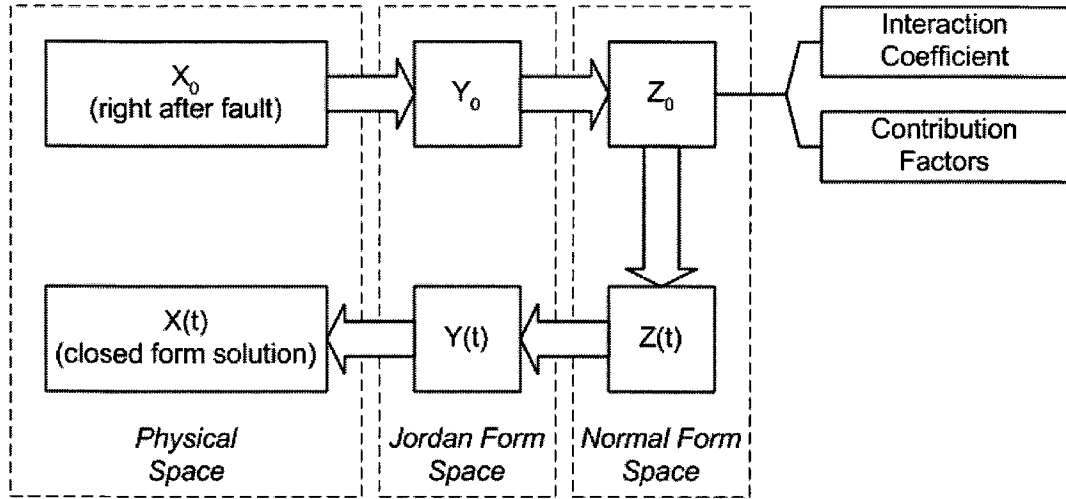 X₀
(right after fault)
Y₀
Z₀
Interaction
Coefficient
Contribution
Factors
X(t)
(closed form solution)
Y(t)
Z(t)
Physical
Space
Jordan Form
Space
Normal Form
Space